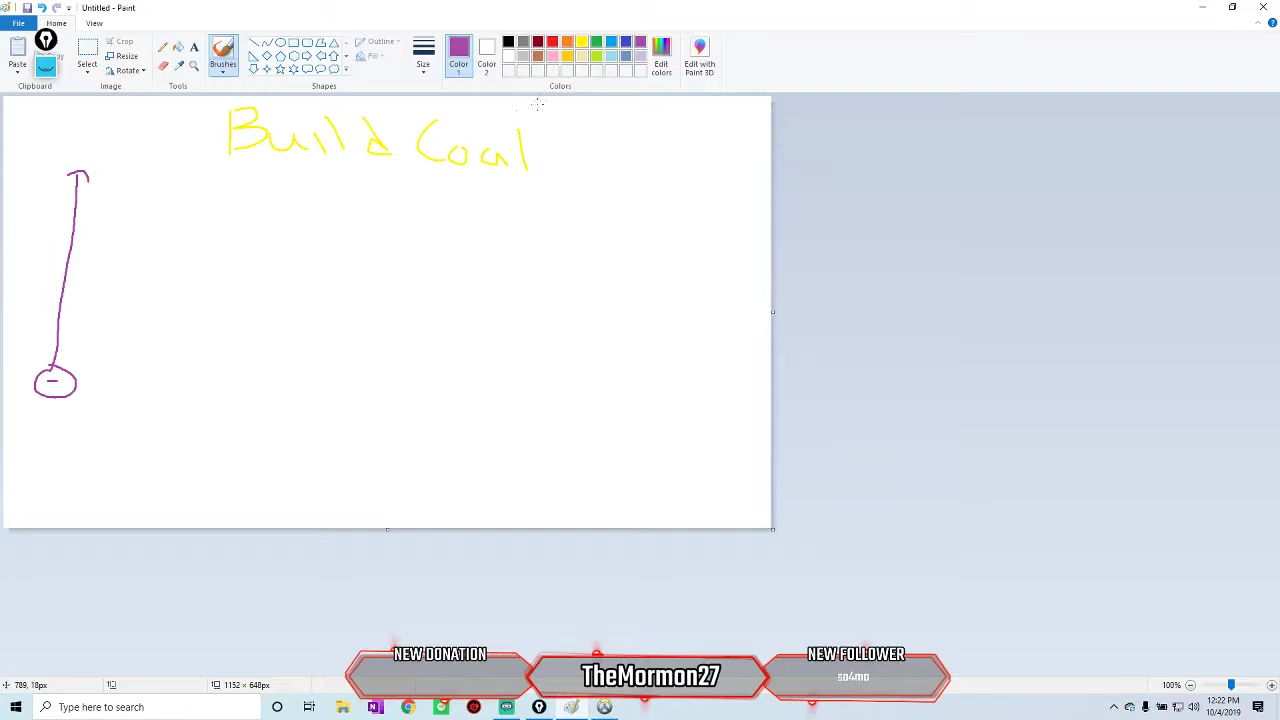 Untitled - Paint
File
Home
View
Paste
Select
Crop
Resize
Rotate
Brushes
Outline
Fill
Size
Color
1
Color
Edit
colors
Edit with
Paint 3D
Clipboard
Image
Tools
Shapes
Colors
Build Coal
NEW DONATION
TheMormon27
NEW FOLLOWER
1152 × 648px
100%
Type here to search
12:22 PM
10/4/2019